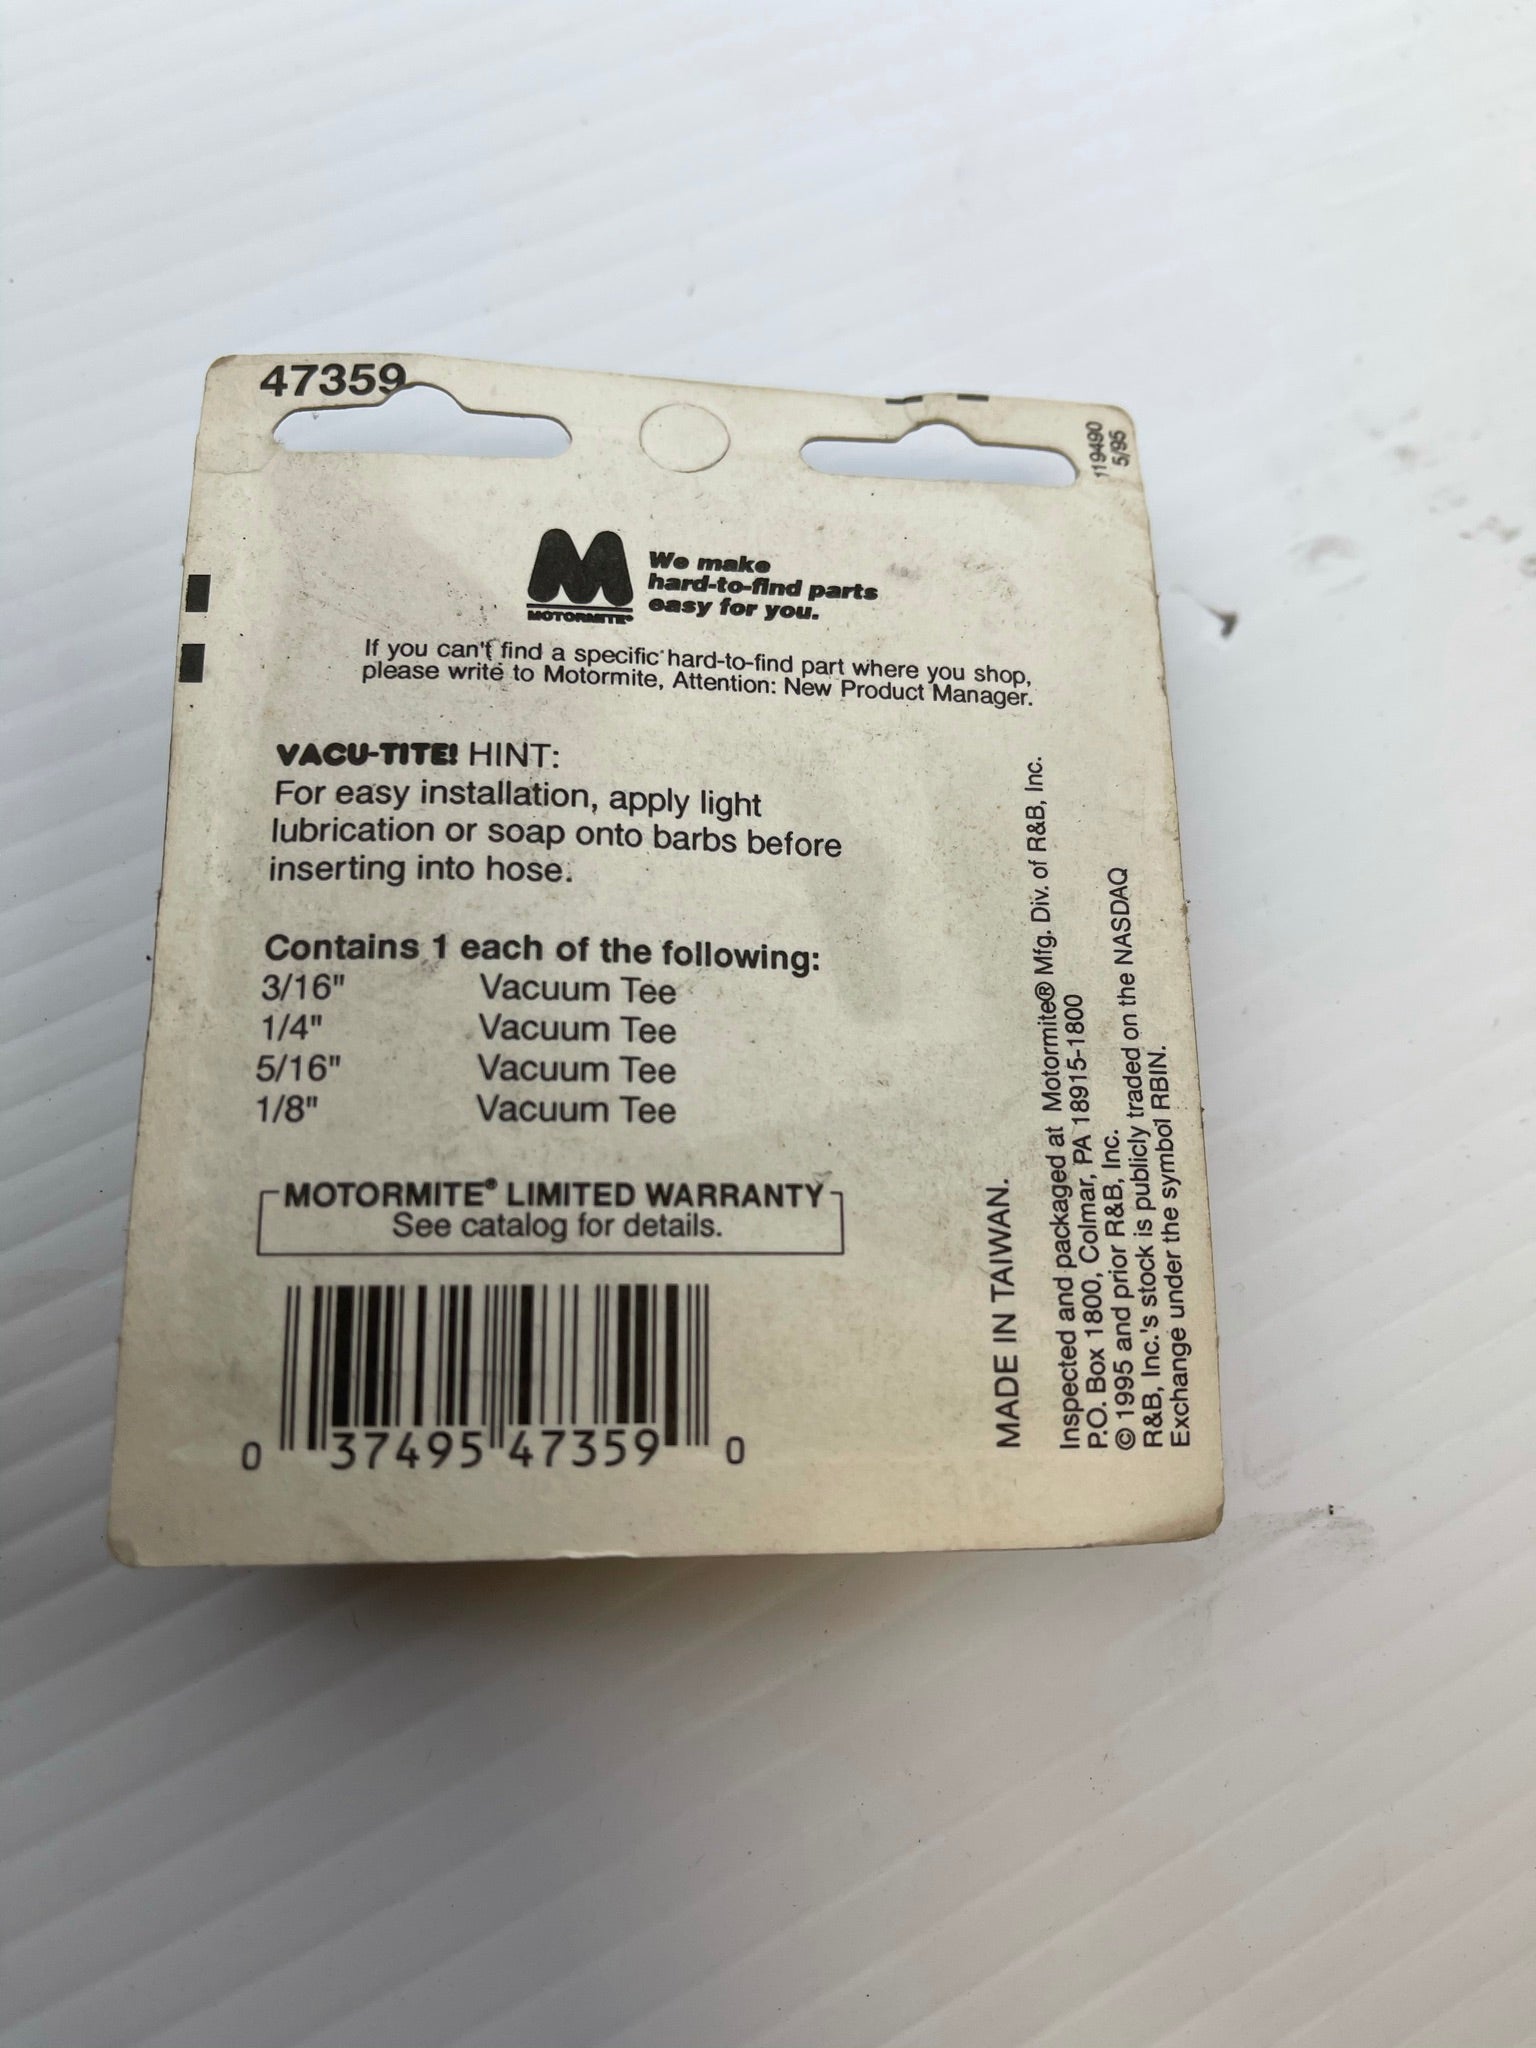 47359
119490
5/95
MOTORMITE®
We make
hard-to-find parts
easy for you.
If you can't find a specific hard-to-find part where you shop,
please write to Motormite, Attention: New Product Manager.
VACU-TITE! HINT:
For easy installation, apply light
lubrication or soap onto barbs before
inserting into hose.
Contains 1 each of the following:
3/16" Vacuum Tee
1/4" Vacuum Tee
5/16" Vacuum Tee
1/8" Vacuum Tee
MOTORMITE® LIMITED WARRANTY
See catalog for details.
0 37495 47359 0
MADE IN TAIWAN.
Inspected and packaged at Motormite® Mfg. Div. of R&B, Inc.
P.O. Box 1800, Colmar, PA 18915-1800
© 1995 and prior R&B, Inc.
R&B, Inc.'s stock is publicly traded on the NASDAQ
Exchange under the symbol RBIN.